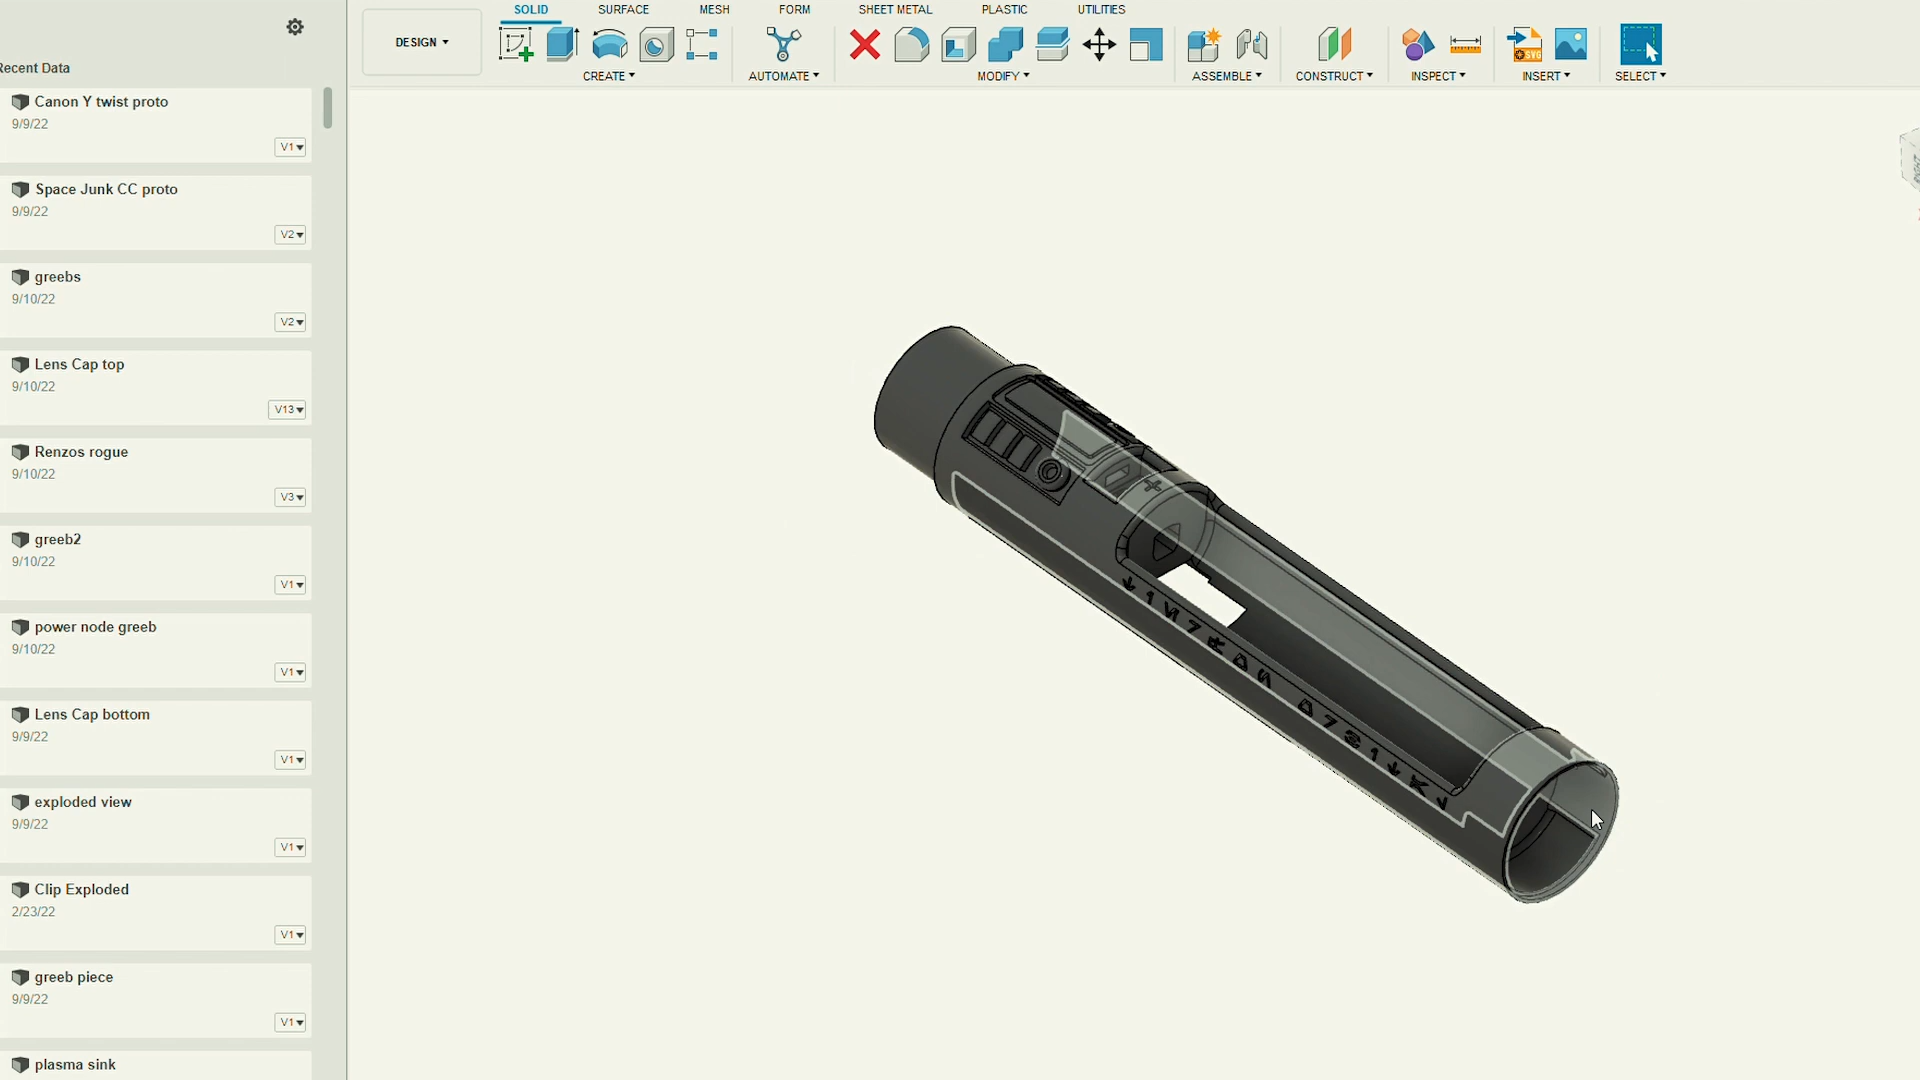 SOLID SURFACE MESH FORM SHEET METAL PLASTIC UTILITIES
DESIGN
CREATE AUTOMATE MODIFY ASSEMBLE CONSTRUCT INSPECT INSERT SELECT
SVG
Recent Data
Canon Y twist proto
9/9/22
V1
Space Junk CC proto
9/9/22
V2
greebs
9/10/22
V2
Lens Cap top
9/10/22
V13
Renzos rogue
9/10/22
V3
greeb2
9/10/22
V1
power node greeb
9/10/22
V1
Lens Cap bottom
9/9/22
V1
exploded view
9/9/22
V1
Clip Exploded
2/23/22
V1
greeb piece
9/9/22
V1
plasma sink